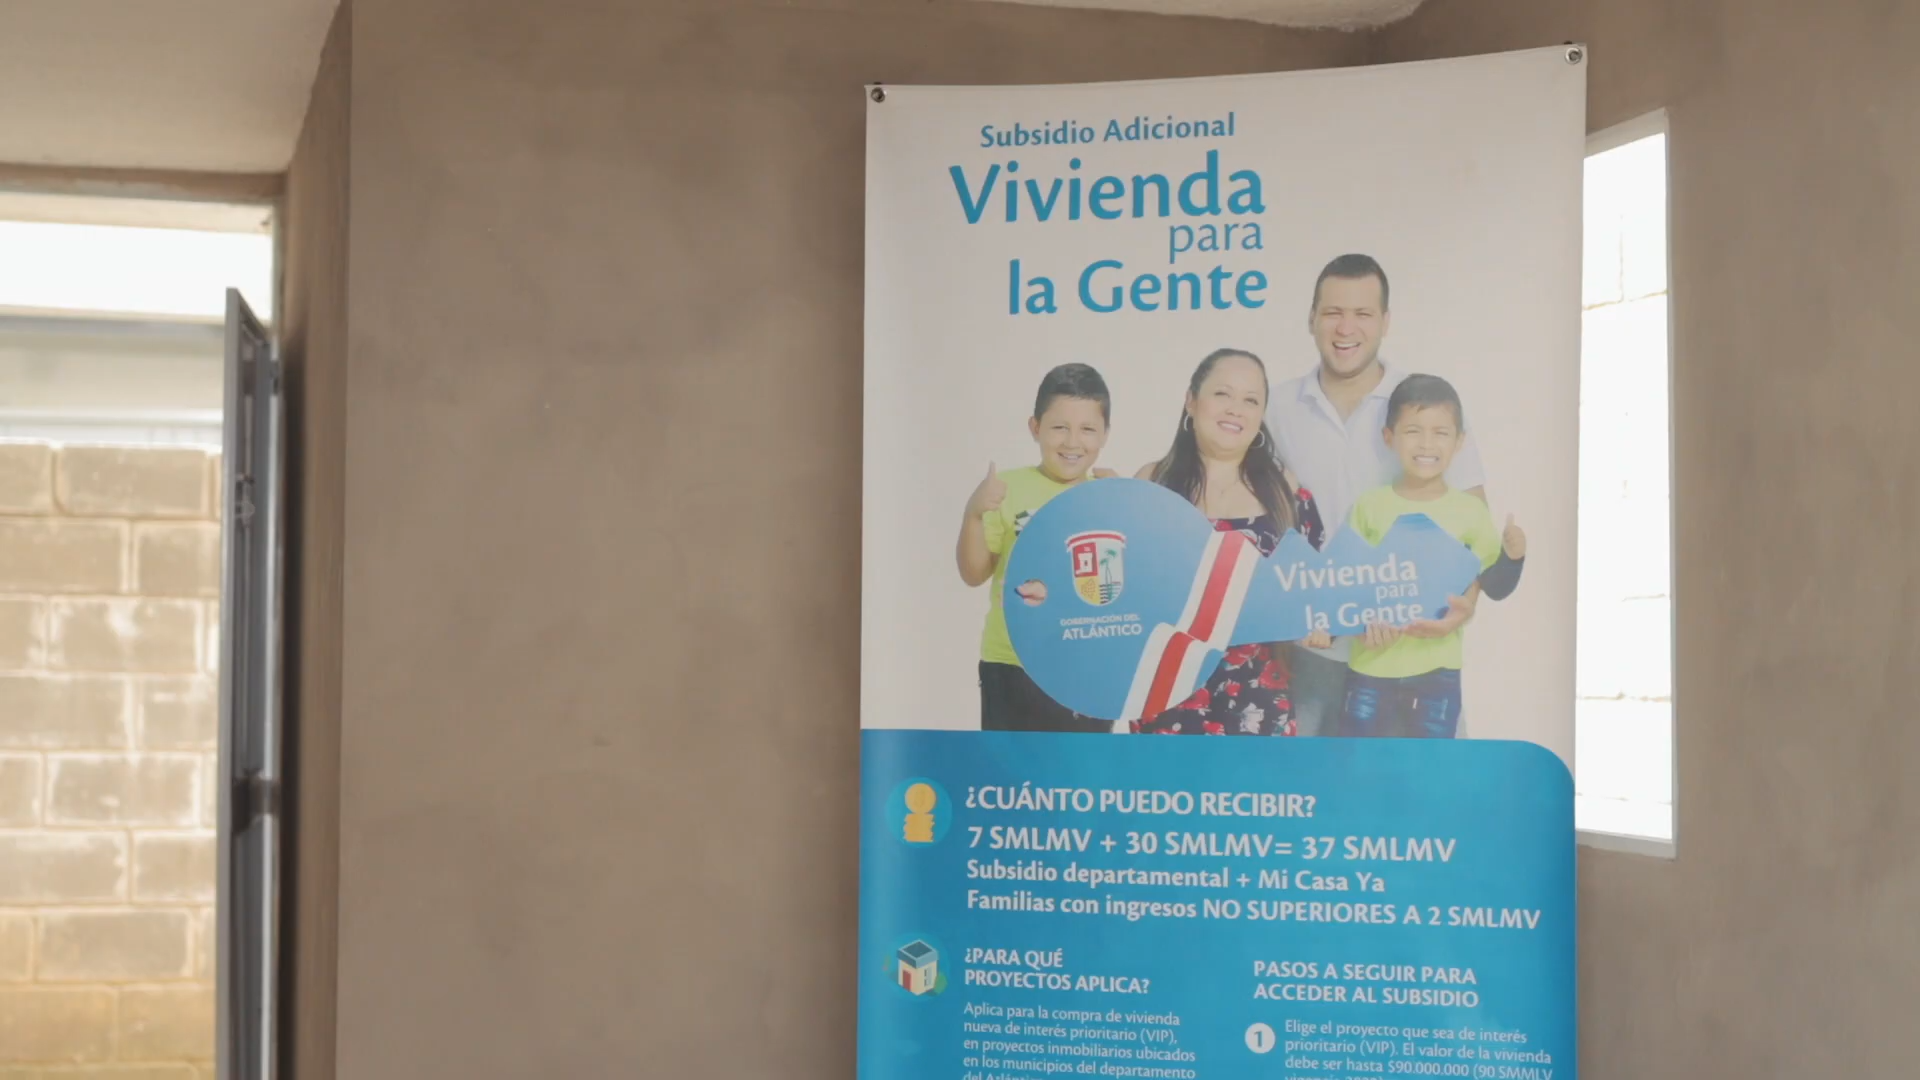 Subsidio Adicional
Vivienda
para
la Gente
GOBERNACIÓN DEL
ATLÁNTICO
Vivienda
para
la Gente
¿CUÁNTO PUEDO RECIBIR?
7 SMLMV + 30 SMLMV= 37 SMLMV
Subsidio departamental + Mi Casa Ya
Familias con ingresos NO SUPERIORES A 2 SMLMV
¿PARA QUÉ
PROYECTOS APLICA?
Aplica para la compra de vivienda
nueva de interés prioritario (VIP),
en proyectos inmobiliarios ubicados
en los municipios del departamento
PASOS A SEGUIR PARA
ACCEDER AL SUBSIDIO
1 Elige el proyecto que sea de interés
prioritario (VIP). El valor de la vivienda
debe ser hasta $90.000.000 (90 SMMLV